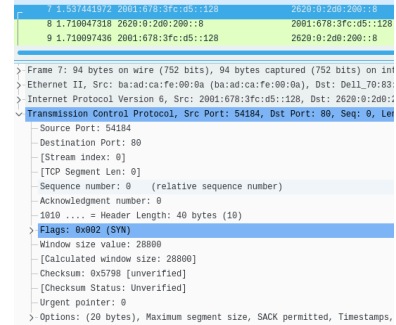 7 1.537441972 2001:678:3fc:d5::128 2620:0:2d0:200::8
8 1.710047318 2620:0:2d0:200::8 2001:678:3fc:d5::128
9 1.710097436 2001:678:3fc:d5::128 2620:0:2d0:200::8
Frame 7: 94 bytes on wire (752 bits), 94 bytes captured (752 bits) on int
Ethernet II, Src: ba:ad:ca:fe:00:0a (ba:ad:ca:fe:00:0a), Dst: Dell_70:83:
Internet Protocol Version 6, Src: 2001:678:3fc:d5::128, Dst: 2620:0:2d0:2
Transmission Control Protocol, Src Port: 54184, Dst Port: 80, Seq: 0, Len
Source Port: 54184
Destination Port: 80
[Stream index: 0]
[TCP Segment Len: 0]
Sequence number: 0 (relative sequence number)
Acknowledgment number: 0
1010 .... = Header Length: 40 bytes (10)
Flags: 0x002 (SYN)
Window size value: 28800
[Calculated window size: 28800]
Checksum: 0x5798 [unverified]
[Checksum Status: Unverified]
Urgent pointer: 0
Options: (20 bytes), Maximum segment size, SACK permitted, Timestamps,